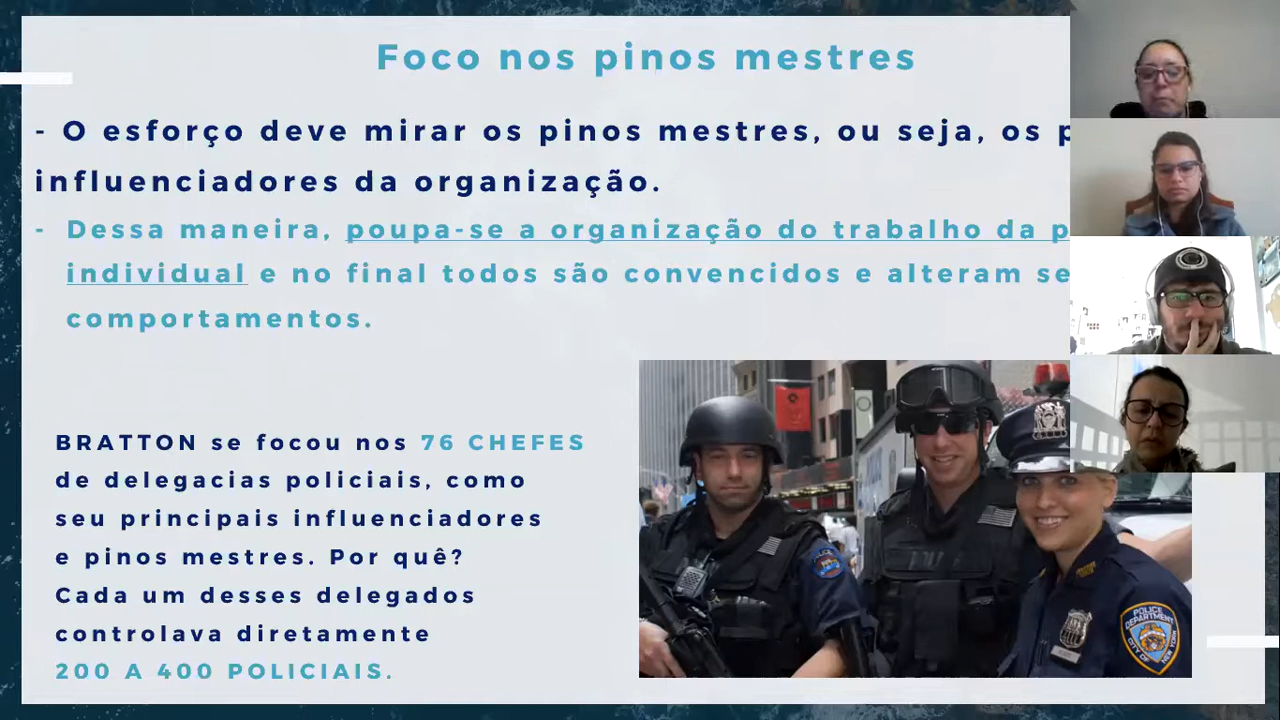 Foco nos pinos mestres
- O esforço deve mirar os pinos mestres, ou seja, os
influenciadores da organização.
- Dessa maneira, poupa-se a organização do trabalho da
individual e no final todos são convencidos e alteram
comportamentos.
BRATTON se focou nos 76 CHEFES
de delegacias policiais, como
seu principais influenciadores
e pinos mestres. Por quê?
Cada um desses delegados
controlava diretamente
200 A 400 POLICIAIS.
POLICE
DEPARTMENT
CITY OF
NEW YORK